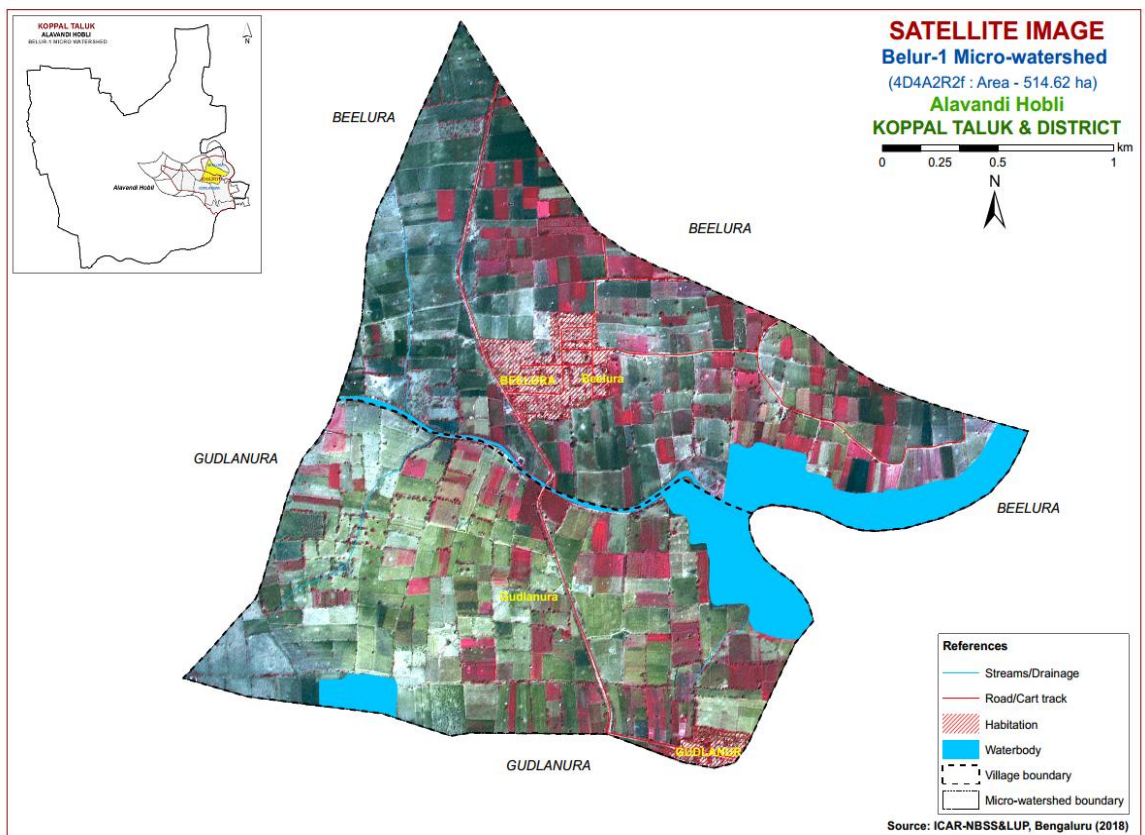 KOPPAL TALUK
ALAVANDI HOBLI
BELUR-1 MICRO WATERSHED
N
Alavandi Hobli
SATELLITE IMAGE
Belur-1 Micro-watershed
(4D4A2R2f : Area - 514.62 ha)
Alavandi Hobli
KOPPAL TALUK & DISTRICT
km
0 0.25 0.5 1
N
BEELURA
BEELURA
BEELURA Beelura
GUDLANURA
BEELURA
Gudlanura
GUDLANUR
GUDLANURA
References
Streams/Drainage
Road/Cart track
Habitation
Waterbody
Village boundary
Micro-watershed boundary
Source: ICAR-NBSS&LUP, Bengaluru (2018)